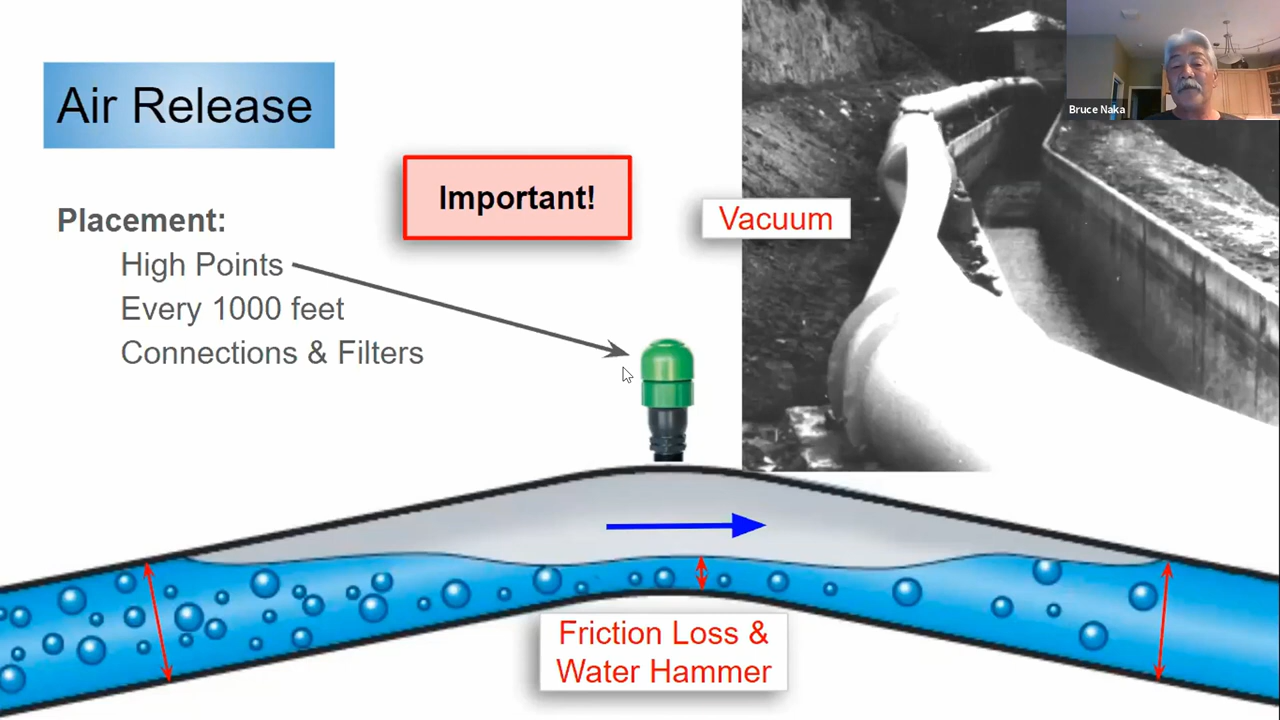 Air Release
Important!
Placement:
High Points
Every 1000 feet
Connections & Filters
Vacuum
Bruce Naka
Friction Loss &
Water Hammer